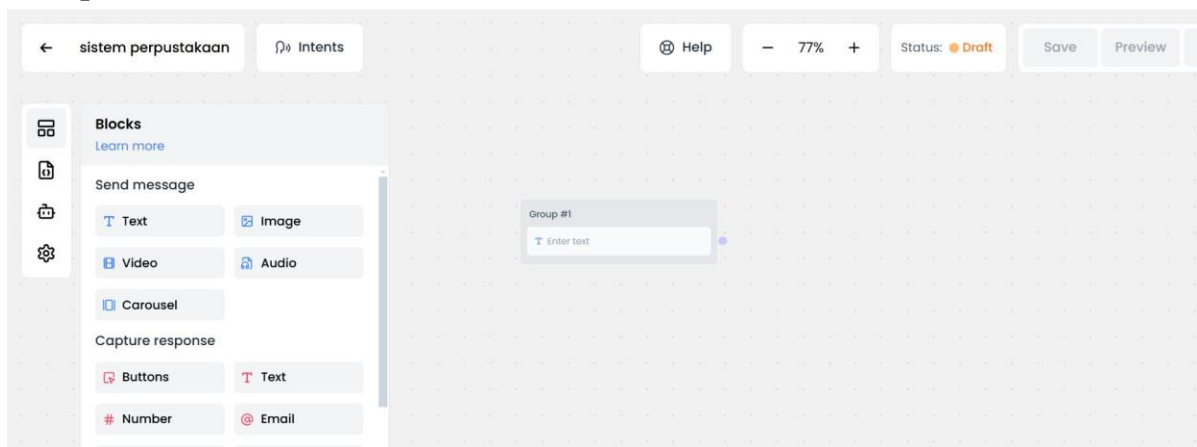 sistem perpustakaan
Intents
Help
− 77% +
Status: Draft
Save
Preview
Blocks
Learn more
Send message
Text
Image
Video
Audio
Carousel
Capture response
Buttons
Text
# Number
@ Email
Group #1
Enter text